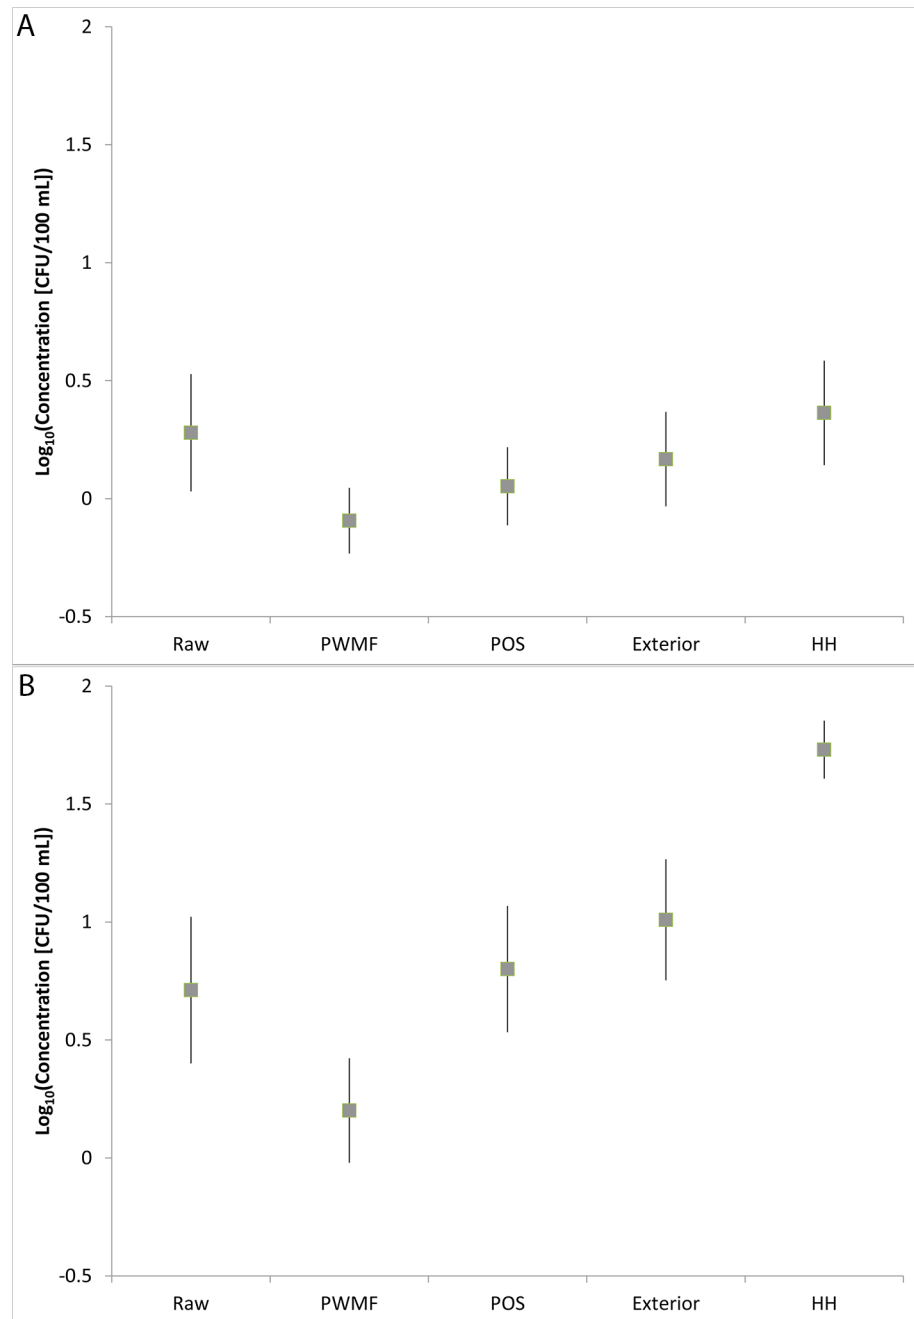 A
2
1.5
1
0.5
0
-0.5
Log10(Concentration [CFU/100 mL])
Raw PWMF POS Exterior HH
B
2
1.5
1
0.5
0
-0.5
Log10(Concentration [CFU/100 mL])
Raw PWMF POS Exterior HH